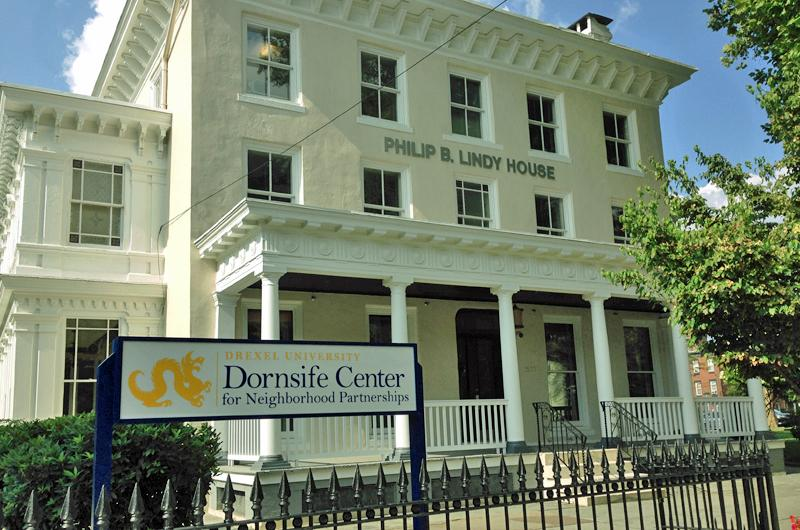 PHILIP B. LINDY HOUSE
DREXEL UNIVERSITY
Dornsife Center
for Neighborhood Partnerships